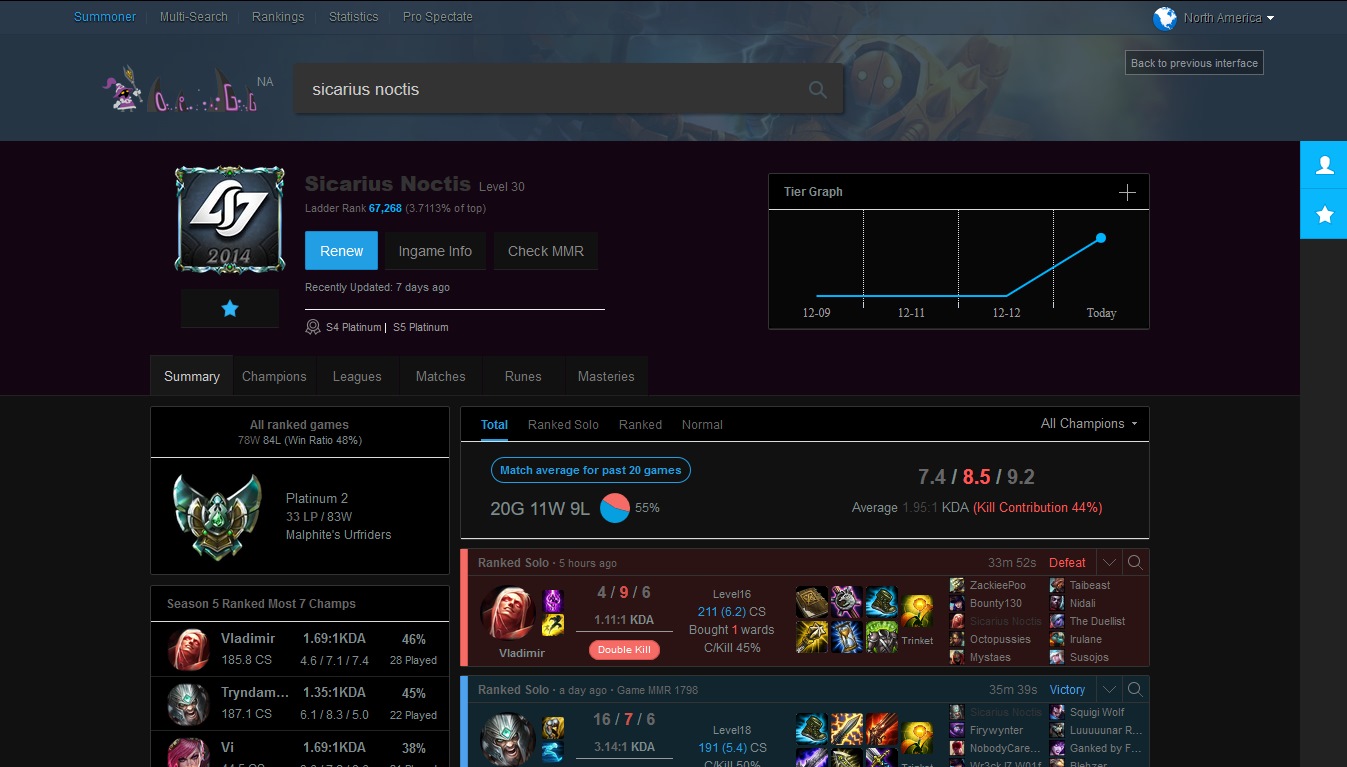 Summoner Multi-Search Rankings Statistics Pro Spectate North America
Back to previous interface
NA
sicarius noctis
2014
Sicarius Noctis Level 30
Ladder Rank 67,268 (3.7113% of top)
Renew Ingame Info Check MMR
Recently Updated: 7 days ago
S4 Platinum | S5 Platinum
Tier Graph
12-09 12-11 12-12 Today
Summary Champions Leagues Matches Runes Masteries
All ranked games
78W 84L (Win Ratio 48%)
Platinum 2
33 LP / 83W
Malphite's Urfriders
Season 5 Ranked Most 7 Champs
Vladimir 1.69:1KDA 46%
185.8 CS 4.6 / 7.1 / 7.4 28 Played
Tryndam... 1.35:1KDA 45%
187.1 CS 6.1 / 8.3 / 5.0 22 Played
Vi 1.69:1KDA 38%
Total Ranked Solo Ranked Normal All Champions
Match average for past 20 games
20G 11W 9L 55%
7.4 / 8.5 / 9.2
Average 1.95:1 KDA (Kill Contribution 44%)
Ranked Solo · 5 hours ago 33m 52s Defeat
Vladimir
4 / 9 / 6
1.11:1 KDA
Double Kill
Level16
211 (6.2) CS
Bought 1 wards
C/Kill 45%
Trinket
ZackieePoo Taibeast
Bounty130 Nidali
Sicarius Noctis The Duellist
Octopussies Irulane
Mystaes Susojos
Ranked Solo · a day ago · Game MMR 1798 35m 39s Victory
16 / 7 / 6
3.14:1 KDA
Level18
191 (5.4) CS
Sicarius Noctis Squigi Wolf
Firywynter Luuuunar R...
NobodyCare... Ganked by F...